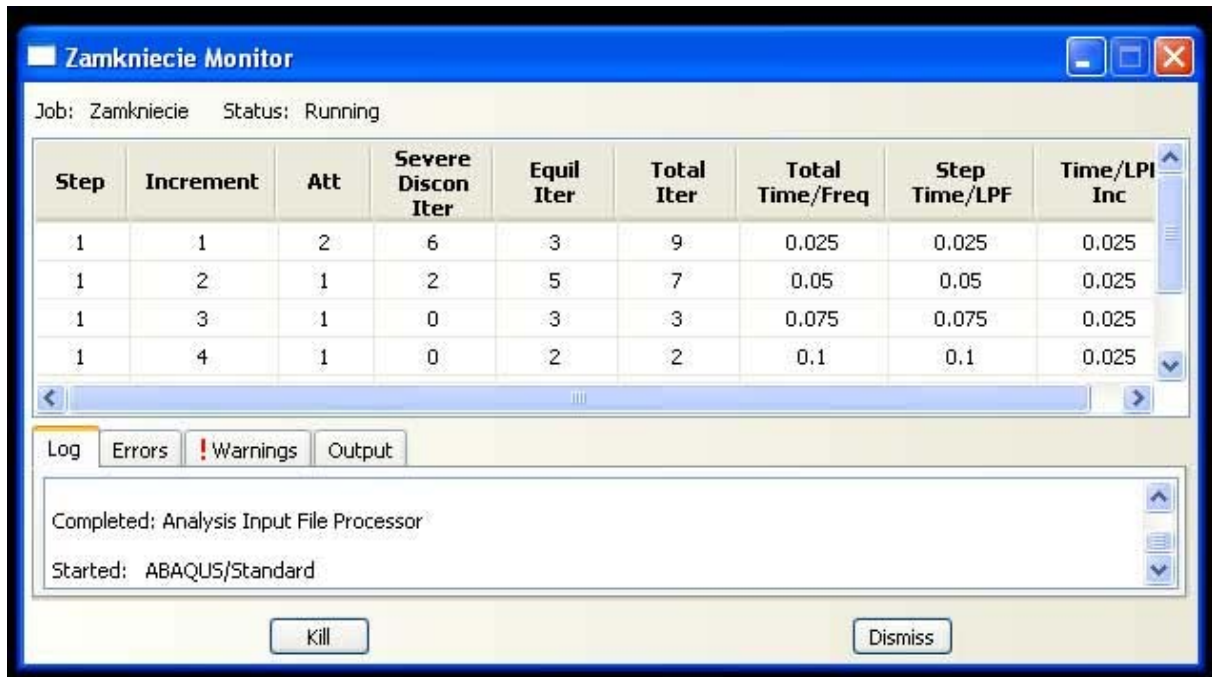 Zamkniecie Monitor
Job: Zamkniecie Status: Running
Step Increment Att Severe Discon Iter Equil Iter Total Iter Total Time/Freq Step Time/LPF Time/LPI Inc
1 1 2 6 3 9 0.025 0.025 0.025
1 2 1 2 5 7 0.05 0.05 0.025
1 3 1 0 3 3 0.075 0.075 0.025
1 4 1 0 2 2 0.1 0.1 0.025
Log Errors ! Warnings Output
Completed: Analysis Input File Processor
Started: ABAQUS/Standard
Kill Dismiss